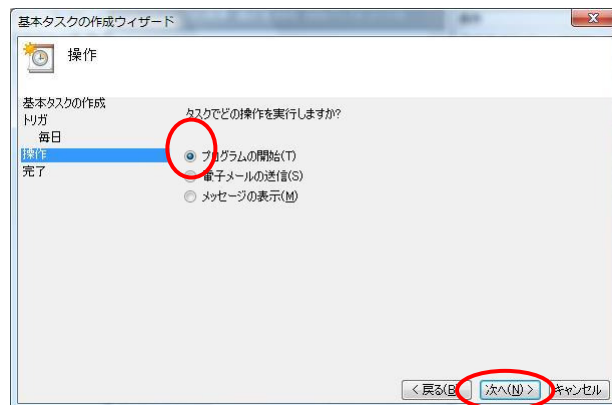 基本タスクの作成ウィザード
操作
基本タスクの作成
トリガ
毎日
操作
完了
タスクでどの操作を実行しますか?
プログラムの開始(T)
電子メールの送信(S)
メッセージの表示(M)
< 戻る(B
次へ(N) >
キャンセル